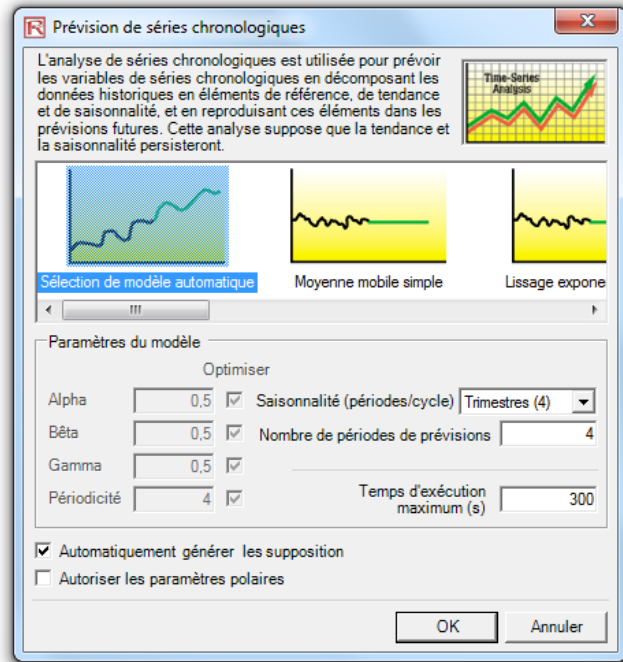 Prévision de séries chronologiques
L'analyse de séries chronologiques est utilisée pour prévoir
les variables de séries chronologiques en décomposant les
données historiques en éléments de référence, de tendance
et de saisonnalité, et en reproduisant ces éléments dans les
prévisions futures. Cette analyse suppose que la tendance et
la saisonnalité persisteront.
Time-Series
Analysis
Sélection de modèle automatique
Moyenne mobile simple
Lissage expone
Paramètres du modèle
Optimiser
Alpha 0,5 Saisonnalité (périodes/cycle) Trimestres (4)
Bêta 0,5 Nombre de périodes de prévisions 4
Gamma 0,5
Périodicité 4 Temps d'exécution
maximum (s) 300
Automatiquement générer les supposition
Autoriser les paramètres polaires
OK Annuler